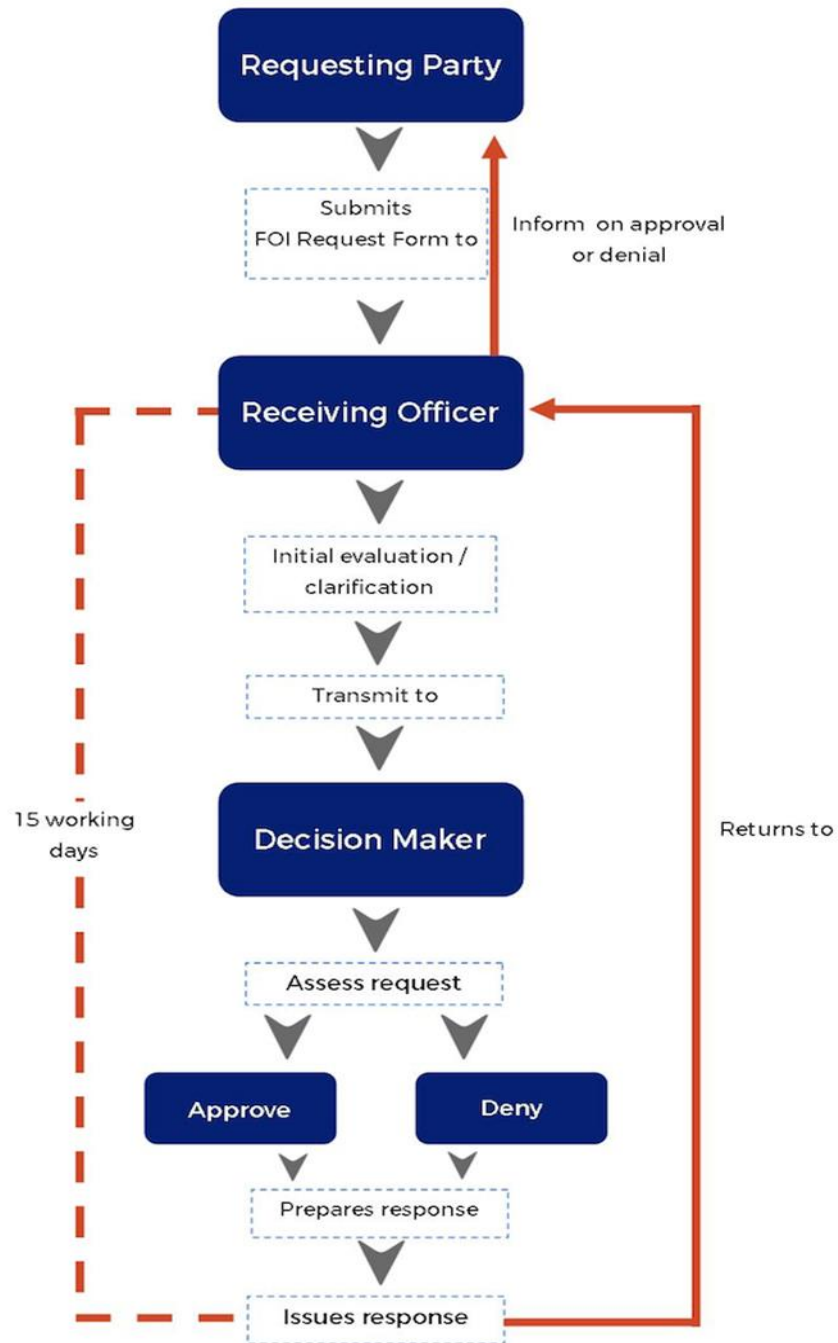 Requesting Party
Submits
FOI Request Form to
Inform on approval
or denial
Receiving Officer
Initial evaluation /
clarification
Transmit to
Decision Maker
15 working
days
Returns to
Assess request
Approve
Deny
Prepares response
Issues response